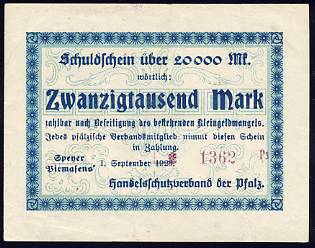 Schuldschein über 20000 Mk.
wörtlich:
Zwanzigtausend Mark
zahlbar nach Beseitigung des bestehenden Kleingeldmangels.
Jedes pfälzische Verbandsmitglied nimmt diesen Schein
in Zahlung.
Speyer
Pirmasens 1. September 1923. * 1362 Ps
Handelsschutzverband der Pfalz.